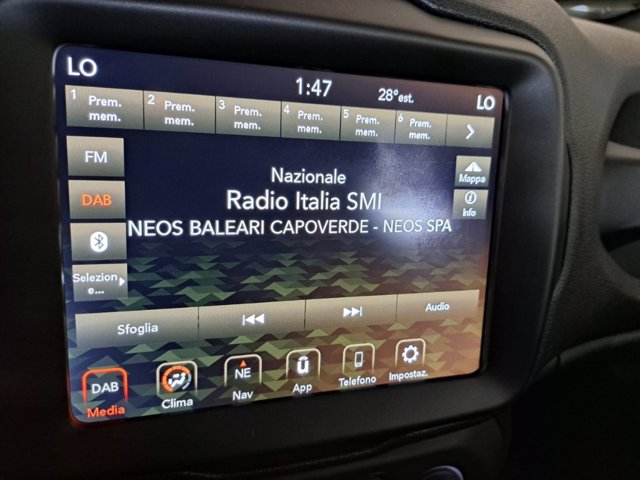 LO
1:47
28°est.
LO
1 Prem. mem.
2 Prem. mem.
3 Prem. mem.
4 Prem. mem.
5 Prem. mem.
6 Prem. mem.
FM
DAB
Selezion
e...
Nazionale
Radio Italia SMI
NEOS BALEARI CAPOVERDE - NEOS SPA
Mappa
Info
Sfoglia
Audio
DAB
Media
Clima
NE
Nav
App
Telefono
Impostaz.